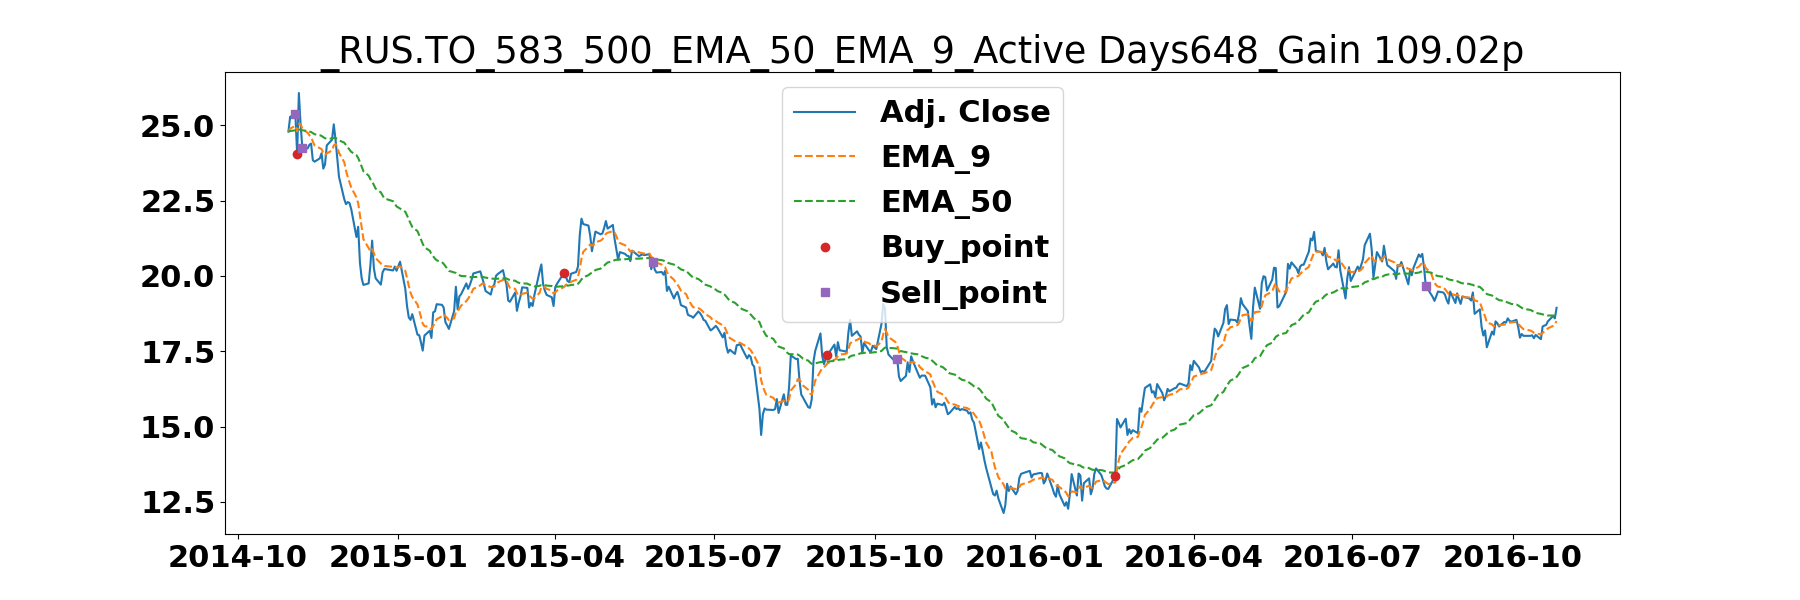 _RUS.TO_583_500_EMA_50_EMA_9_Active Days648_Gain 109.02p
Adj. Close
EMA_9
EMA_50
Buy_point
Sell_point
25.0
22.5
20.0
17.5
15.0
12.5
2014-10 2015-01 2015-04 2015-07 2015-10 2016-01 2016-04 2016-07 2016-10